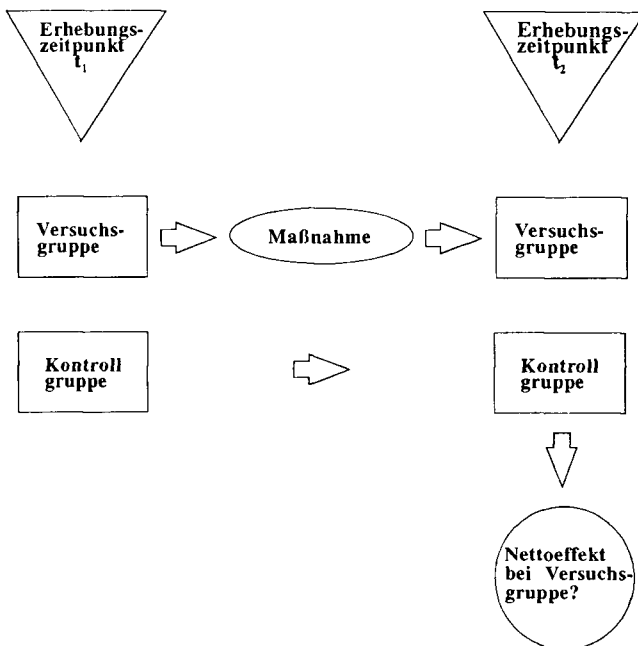 Erhebungs-
zeitpunkt
t1
Erhebungs-
zeitpunkt
t2
Versuchs-
gruppe
Maßnahme
Versuchs-
gruppe
Kontroll
gruppe
Kontroll
gruppe
Nettoeffekt
bei Versuchs-
gruppe?